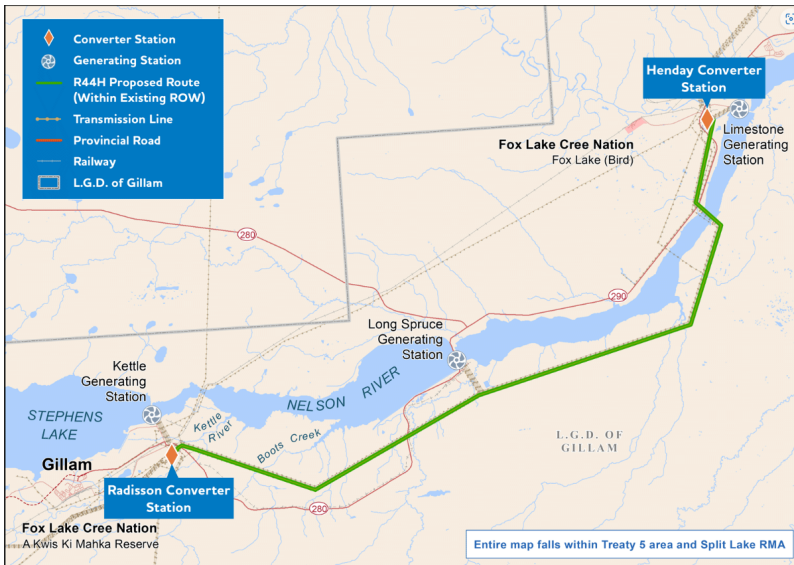 Converter Station
Generating Station
R44H Proposed Route
(Within Existing ROW)
Transmission Line
Provincial Road
Railway
L.G.D. of Gillam
Henday Converter
Station
Limestone
Generating
Station
Fox Lake Cree Nation
Fox Lake (Bird)
280
290
Long Spruce
Generating
Station
Kettle
Generating
Station
NELSON RIVER
STEPHENS
LAKE
Kettle
River
Boots Creek
L.G.D. OF
GILLAM
Gillam
Radisson Converter
Station
280
Fox Lake Cree Nation
A Kwis Ki Mahka Reserve
Entire map falls within Treaty 5 area and Split Lake RMA